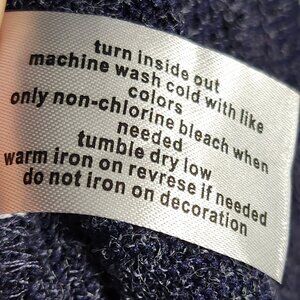 turn inside out
machine wash cold with like
colors
only non-chlorine bleach when
needed
tumble dry low
warm iron on revrese if needed
do not iron on decoration